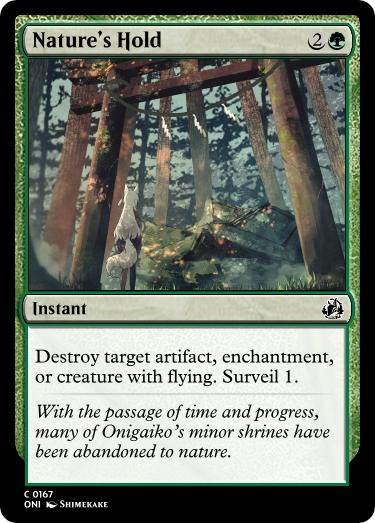 Nature's Hold 2
Instant
Destroy target artifact, enchantment,
or creature with flying. Surveil 1.
With the passage of time and progress,
many of Onigaiko's minor shrines have
been abandoned to nature.
C 0167
ONI Shimekake